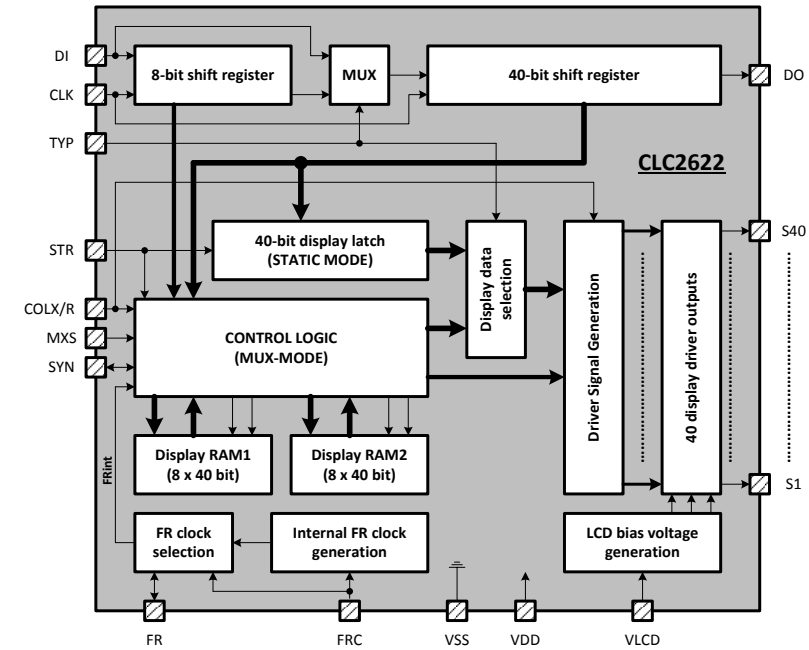 DI
8-bit shift register
MUX
40-bit shift register
DO
CLK
TYP
CLC2622
STR
40-bit display latch
(STATIC MODE)
Display data
selection
Driver Signal Generation
40 display driver outputs
S40
COLX/R
MXS
SYN
CONTROL LOGIC
(MUX-MODE)
Display RAM1
(8 x 40 bit)
Display RAM2
(8 x 40 bit)
S1
FRint
FR clock
selection
Internal FR clock
generation
LCD bias voltage
generation
FR
FRC
VSS
VDD
VLCD